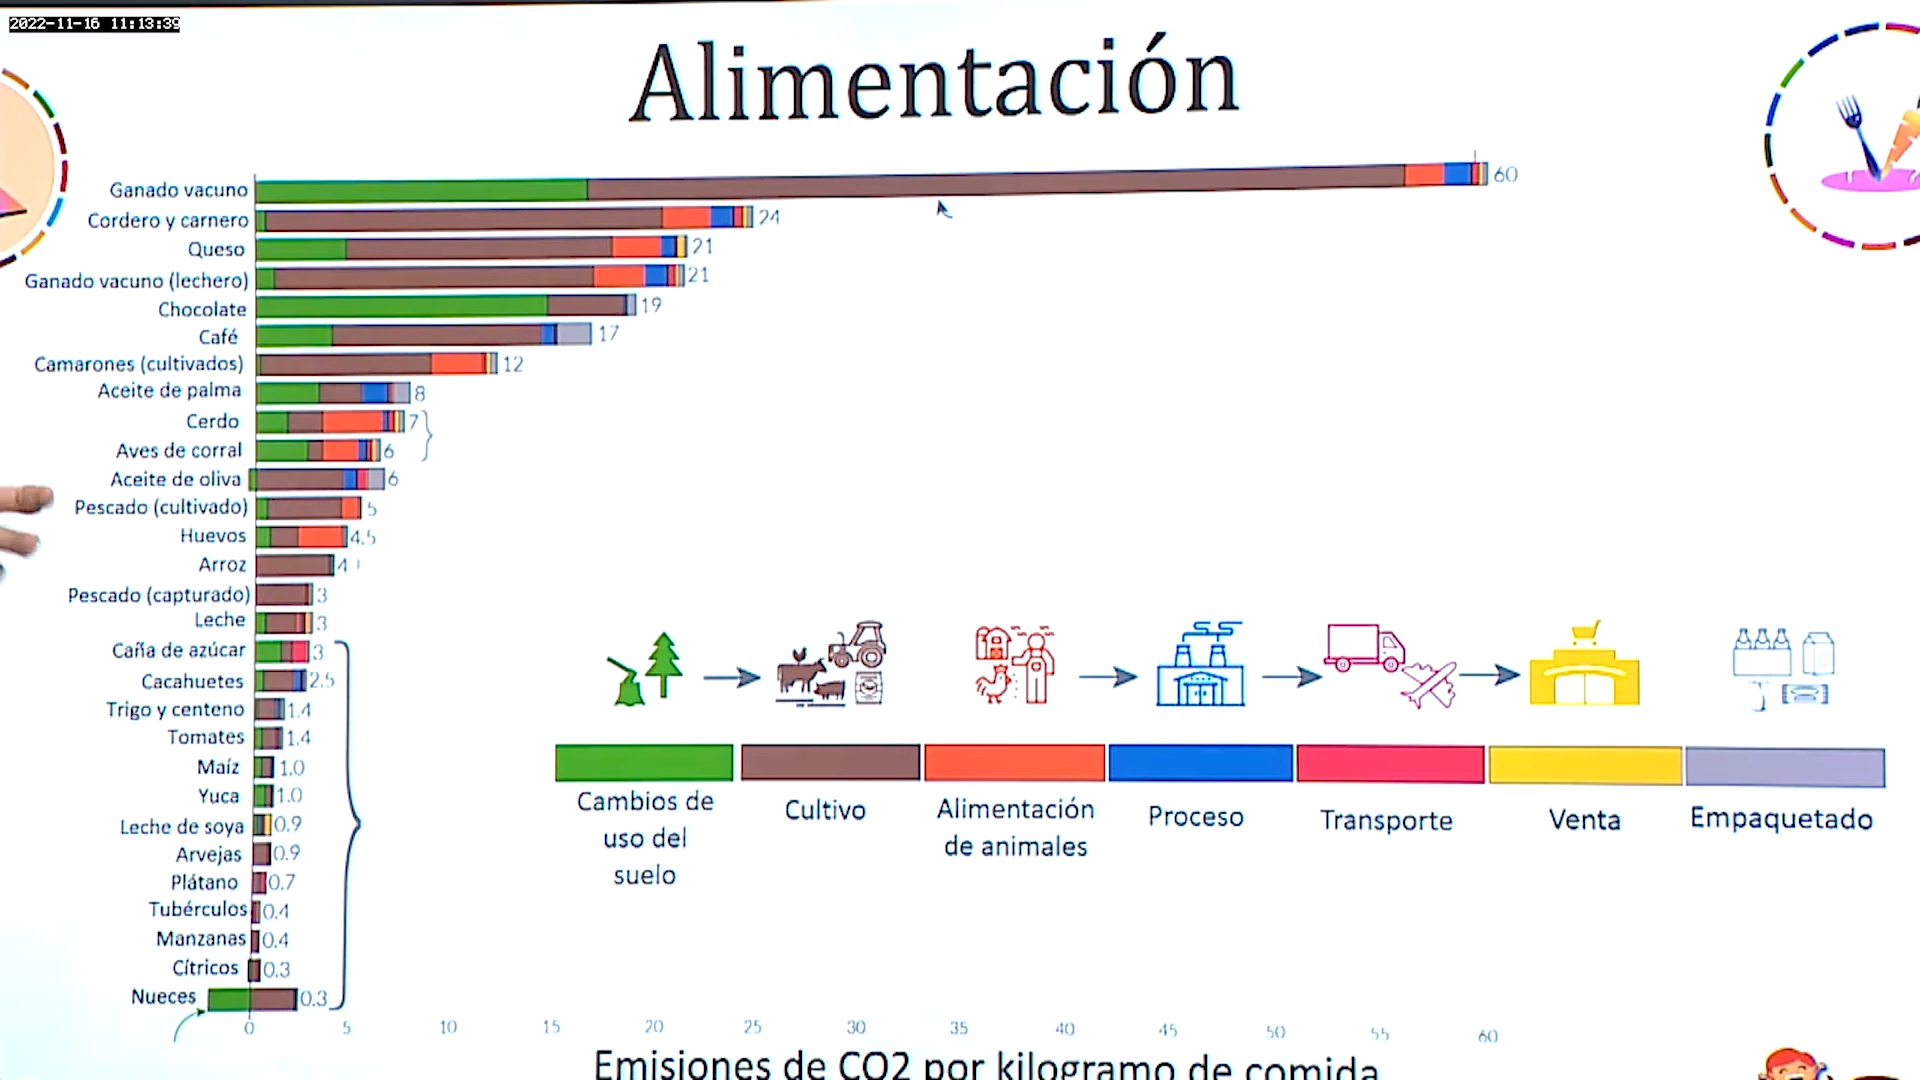 2022-11-16 11:13:39
Alimentación
Ganado vacuno 60
Cordero y carnero 24
Queso 21
Ganado vacuno (lechero) 21
Chocolate 19
Café 17
Camarones (cultivados) 12
Aceite de palma 8
Cerdo 7
Aves de corral 6
Aceite de oliva 6
Pescado (cultivado) 5
Huevos 4.5
Arroz 4
Pescado (capturado) 3
Leche 3
Caña de azúcar 3
Cacahuetes 2.5
Trigo y centeno 1.4
Tomates 1.4
Maíz 1.0
Yuca 1.0
Leche de soya 0.9
Arvejas 0.9
Plátano 0.7
Tubérculos 0.4
Manzanas 0.4
Cítricos 0.3
Nueces 0.3
0 5 10 15 20 25 30 35 40 45 50 55 60
Emisiones de CO2 por kilogramo de comida
Cambios de
uso del
suelo
Cultivo
Alimentación
de animales
Proceso
Transporte
Venta
Empaquetado